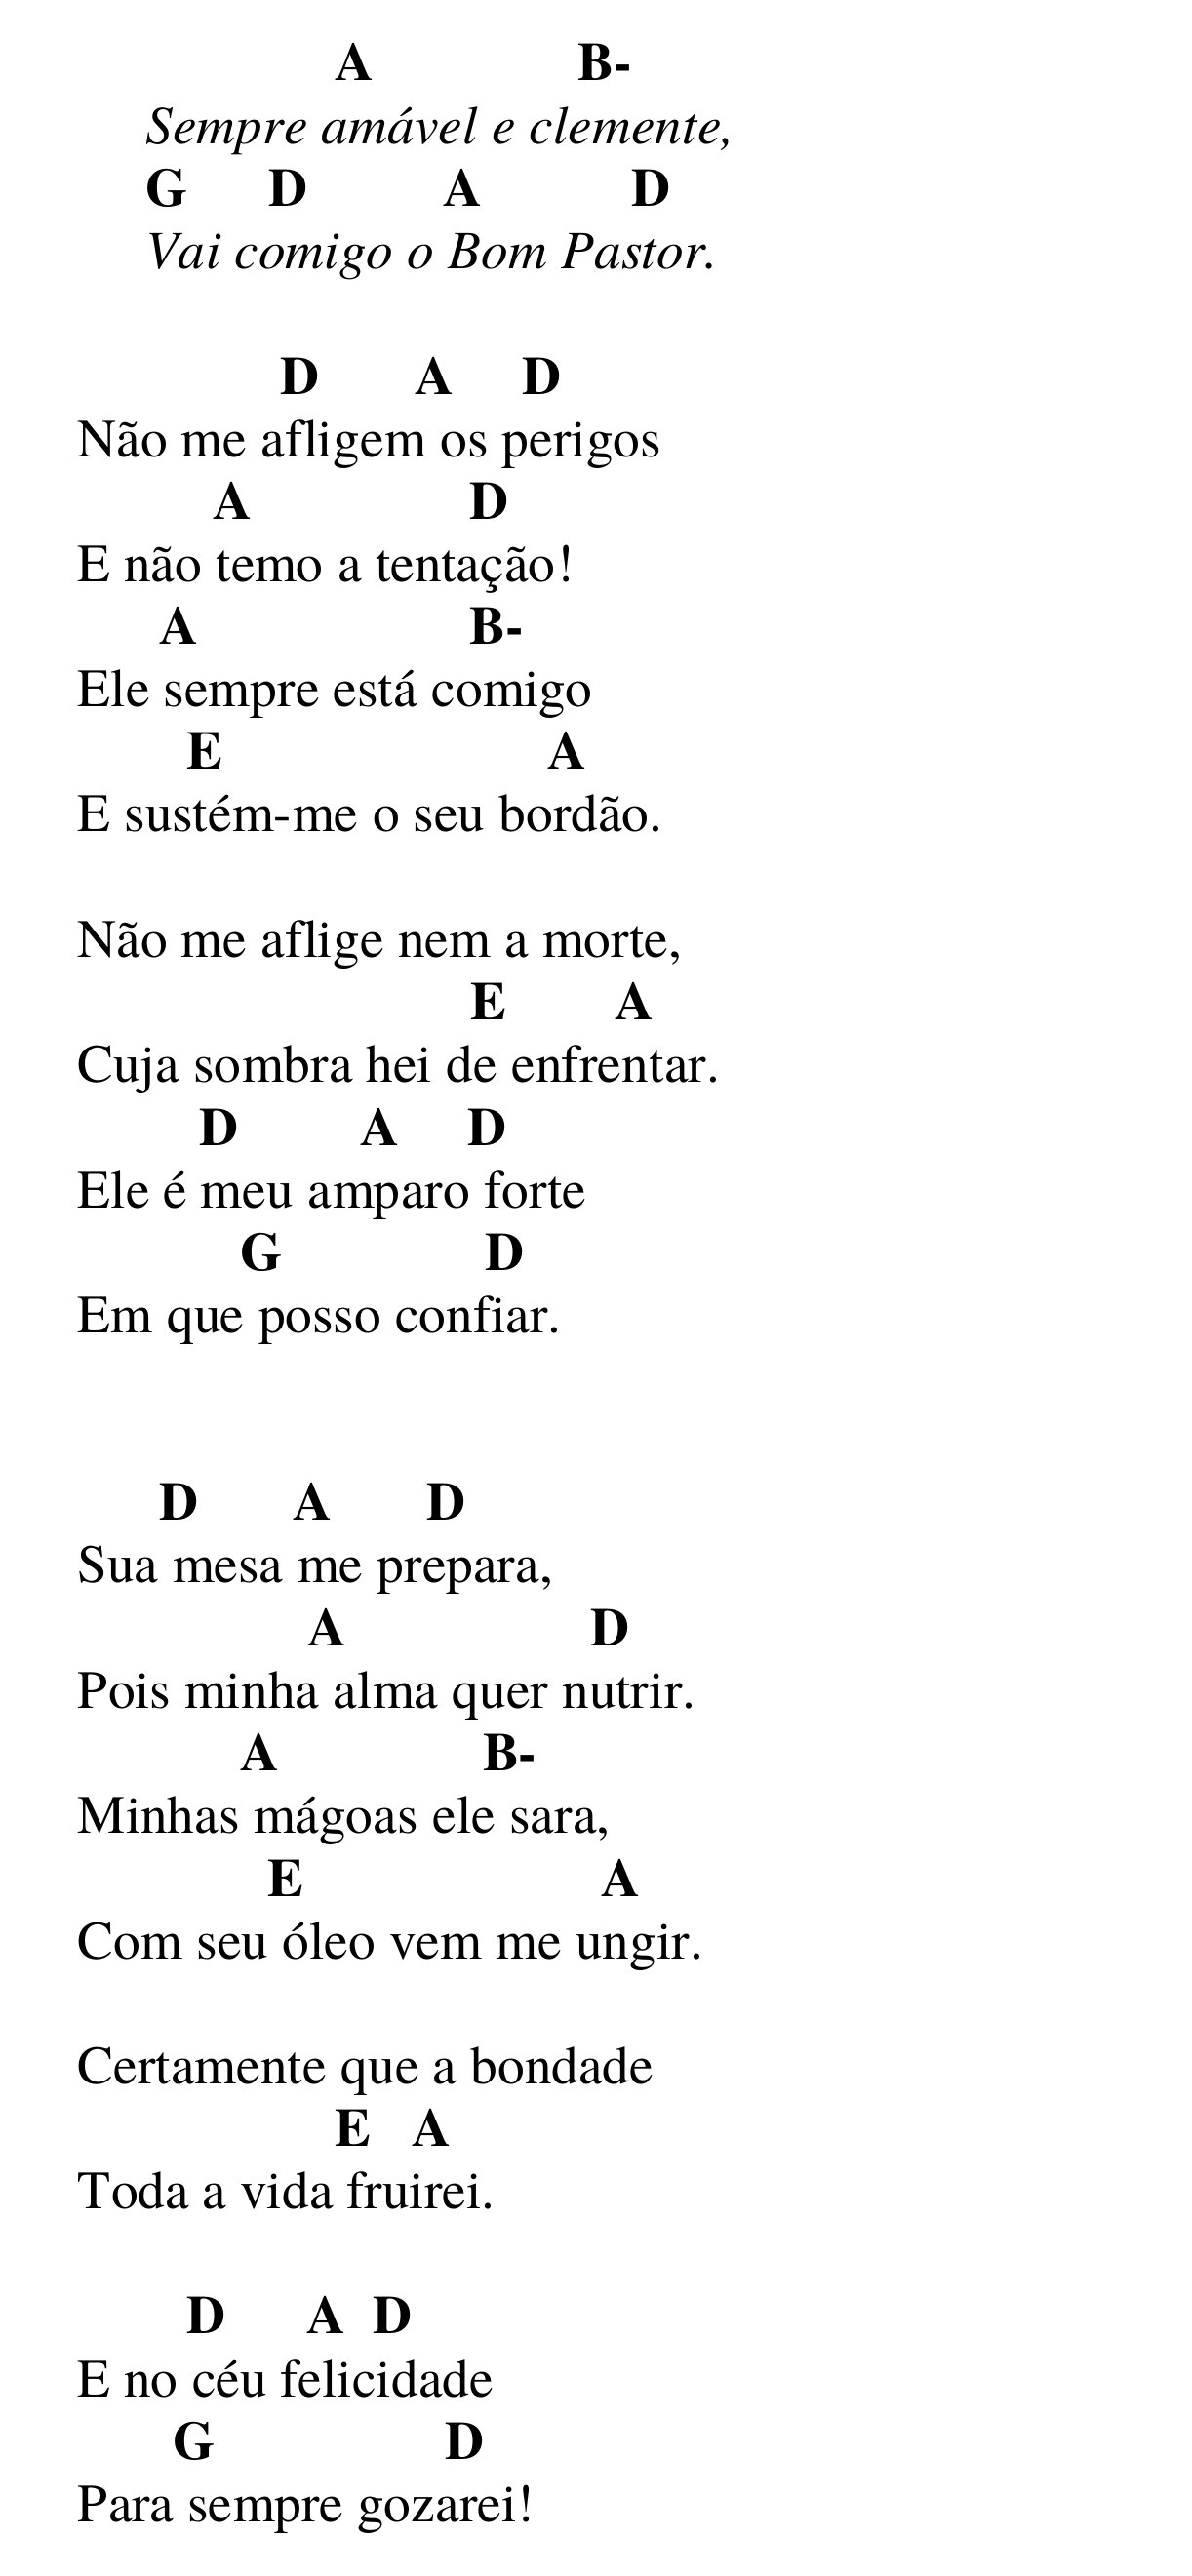 A B-
Sempre amável e clemente,
G D A D
Vai comigo o Bom Pastor.
D A D
Não me afligem os perigos
A D
E não temo a tentação!
A B-
Ele sempre está comigo
E A
E sustém-me o seu bordão.
Não me aflige nem a morte,
E A
Cuja sombra hei de enfrentar.
D A D
Ele é meu amparo forte
G D
Em que posso confiar.
D A D
Sua mesa me prepara,
A D
Pois minha alma quer nutrir.
A B-
Minhas mágoas ele sara,
E A
Com seu óleo vem me ungir.
Certamente que a bondade
E A
Toda a vida fruirei.
D A D
E no céu felicidade
G D
Para sempre gozarei!